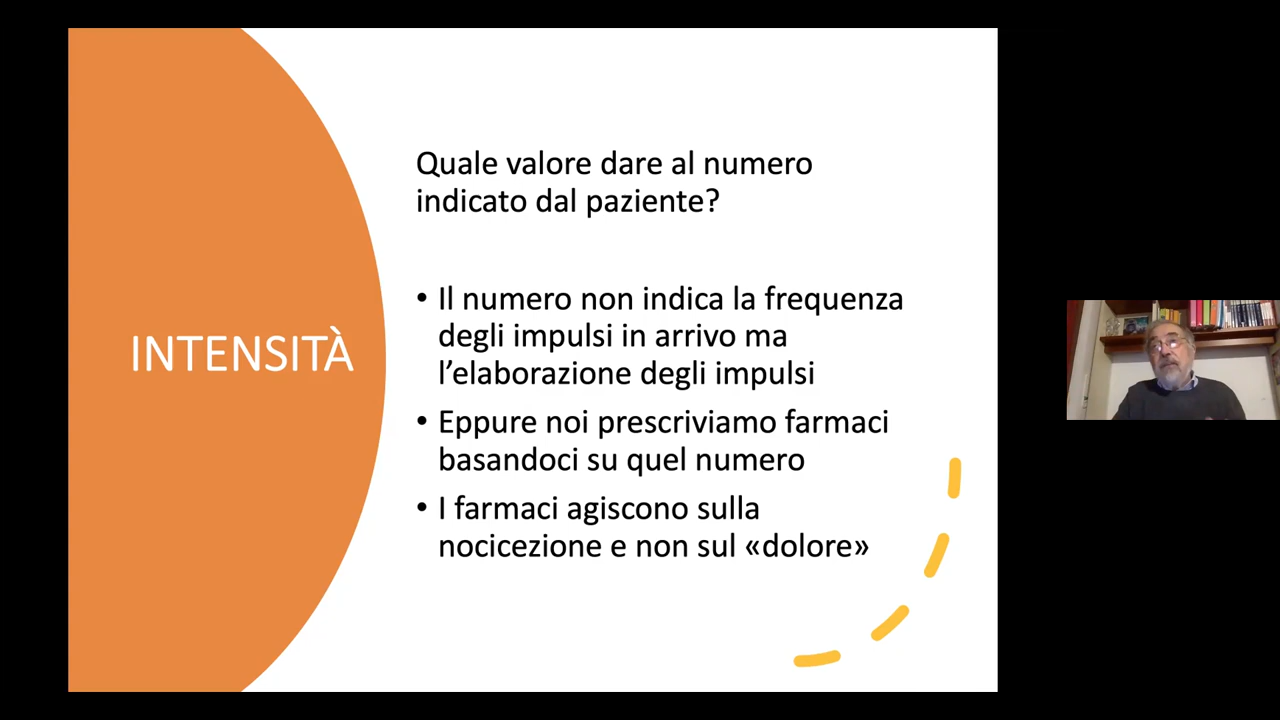 INTENSITÀ
Quale valore dare al numero
indicato dal paziente?
• Il numero non indica la frequenza
degli impulsi in arrivo ma
l’elaborazione degli impulsi
• Eppure noi prescriviamo farmaci
basandoci su quel numero
• I farmaci agiscono sulla
nocicezione e non sul «dolore»